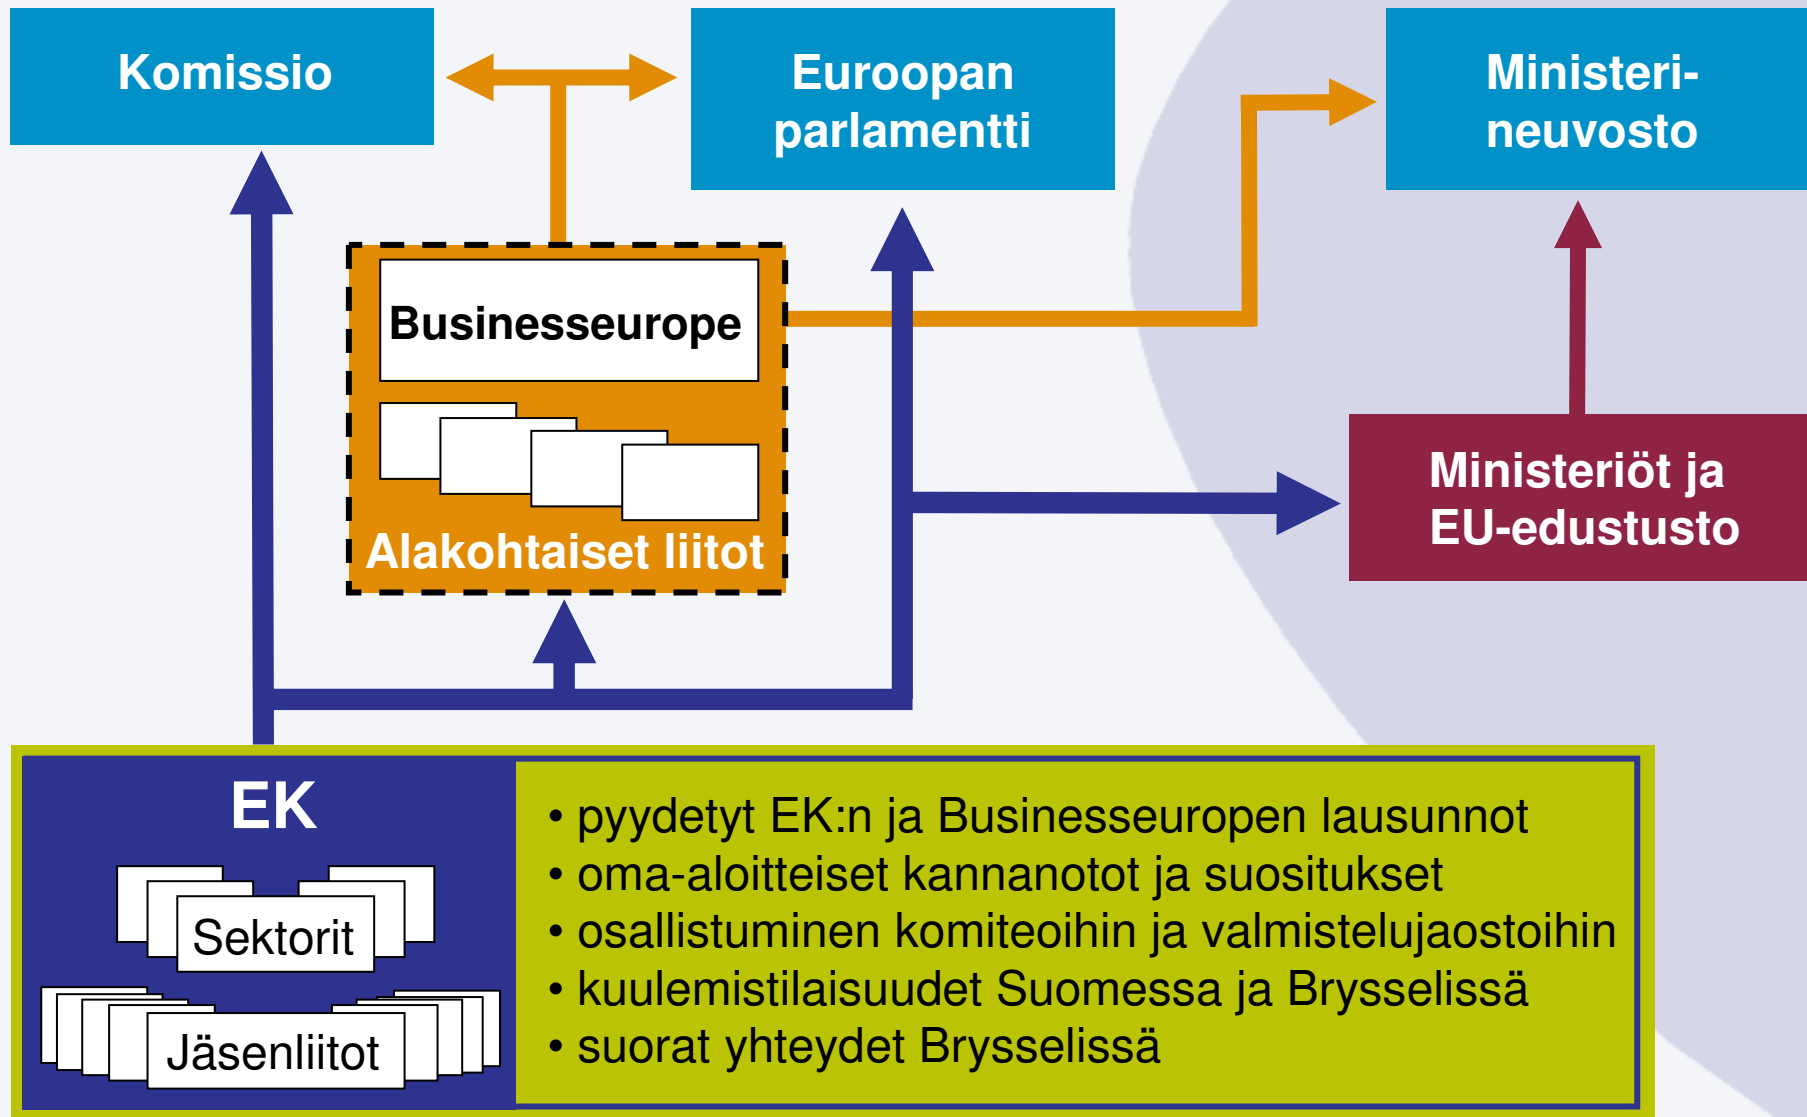 Komissio
Euroopan
parlamentti
Ministeri-
neuvosto
Businesseurope
Alakohtaiset liitot
Ministeriöt ja
EU-edustusto
EK
Sektorit
Jäsenliitot
• pyydetyt EK:n ja Businesseuropen lausunnot
• oma-aloitteiset kannanotot ja suositukset
• osallistuminen komiteoihin ja valmistelujaostoihin
• kuulemistilaisuudet Suomessa ja Brysselissä
• suorat yhteydet Brysselissä